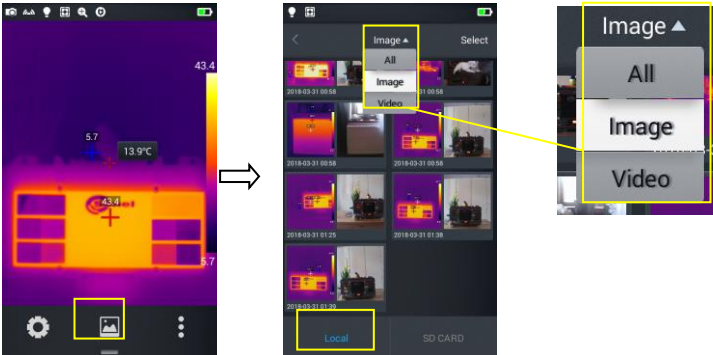 43.4
5.7
13.9℃
43.4
5.7
Image
Select
All
Image
Video
2018-03-31 00:58
2018-03-31 00:58
2018-03-31 00:58
2018-03-31 01:25
2018-03-31 01:38
2018-03-31 01:39
Local
SD CARD
Image
All
Image
Video